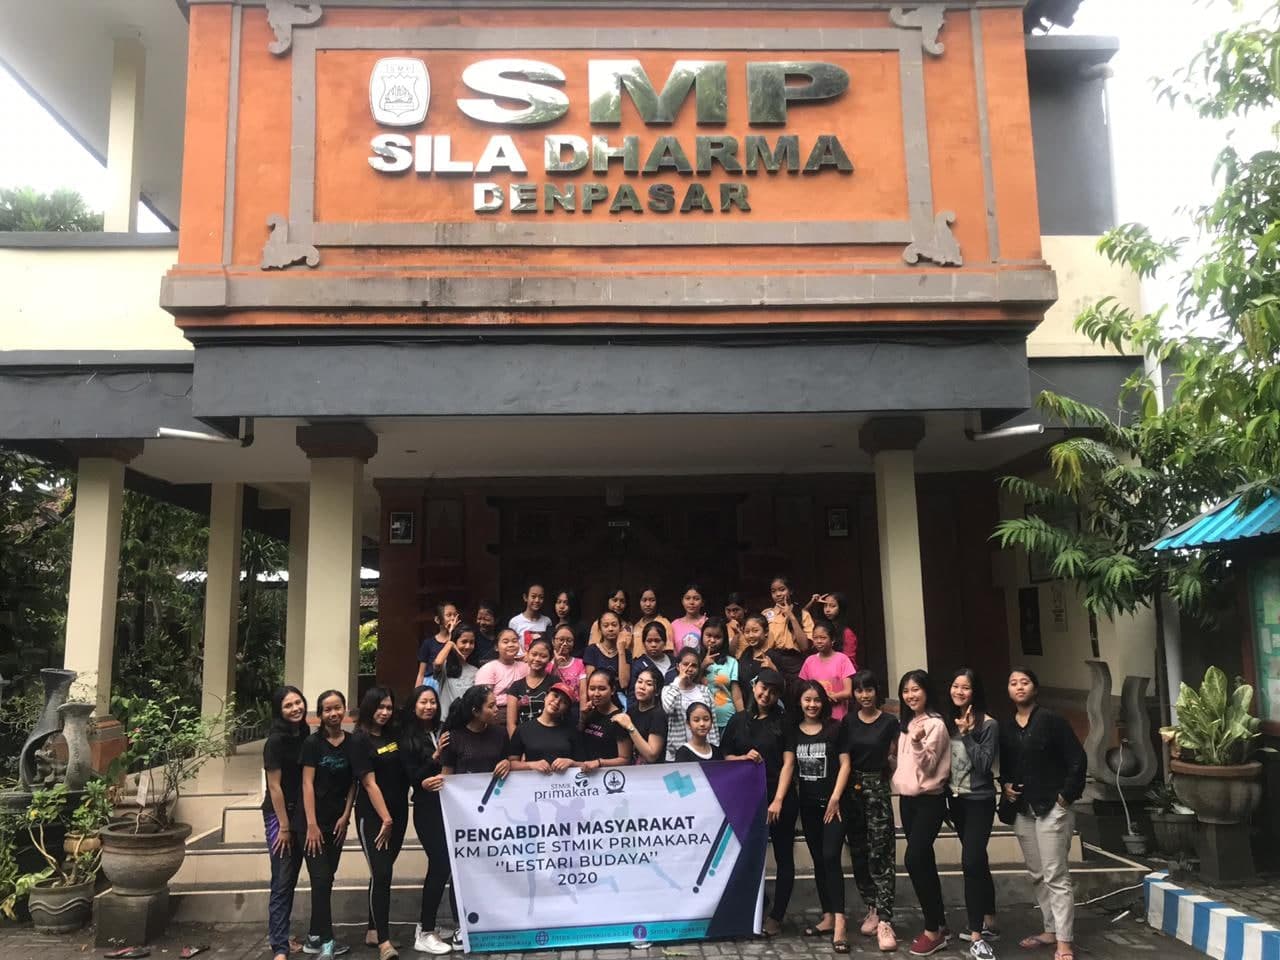 SMP
SILA DHARMA
DENPASAR
STMIK
primakara
PENGABDIAN MASYARAKAT
KM DANCE STMIK PRIMAKARA
‘’LESTARI BUDAYA’’
2020
Stmik Primakara